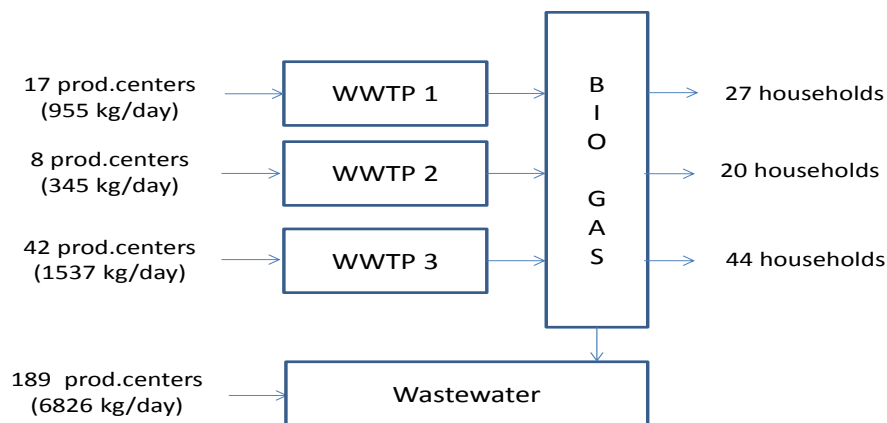 17 prod.centers
(955 kg/day)
WWTP 1
27 households
8 prod.centers
(345 kg/day)
WWTP 2
20 households
42 prod.centers
(1537 kg/day)
WWTP 3
44 households
B
I
O
G
A
S
189 prod.centers
(6826 kg/day)
Wastewater